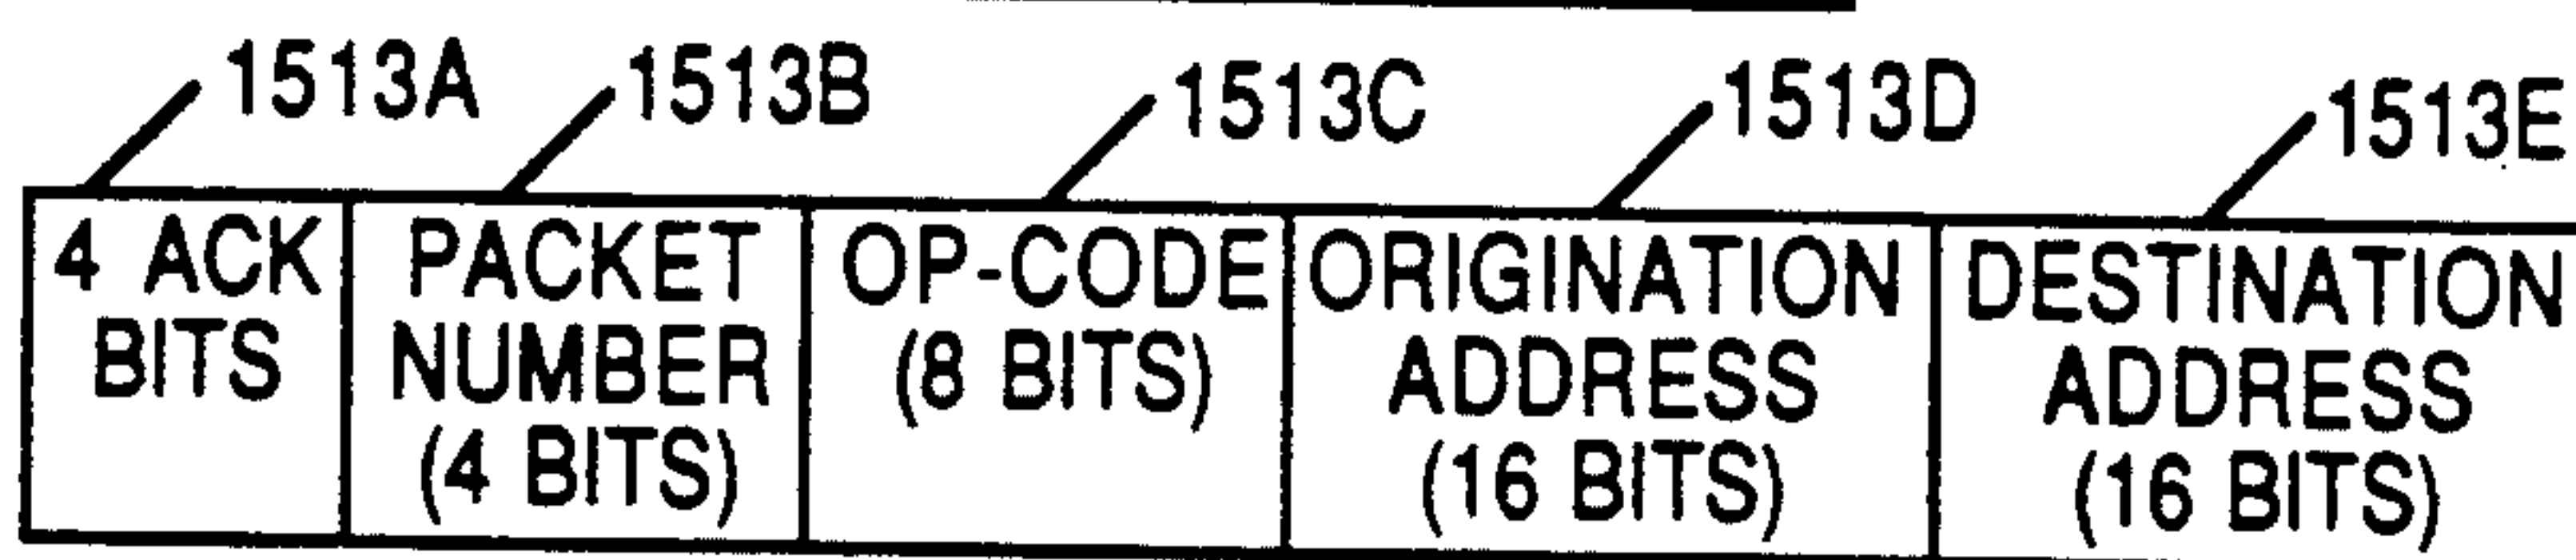 1513A 1513B 1513C 1513D 1513E
4 ACK
BITS
PACKET
NUMBER
(4 BITS)
OP-CODE
(8 BITS)
ORIGINATION
ADDRESS
(16 BITS)
DESTINATION
ADDRESS
(16 BITS)